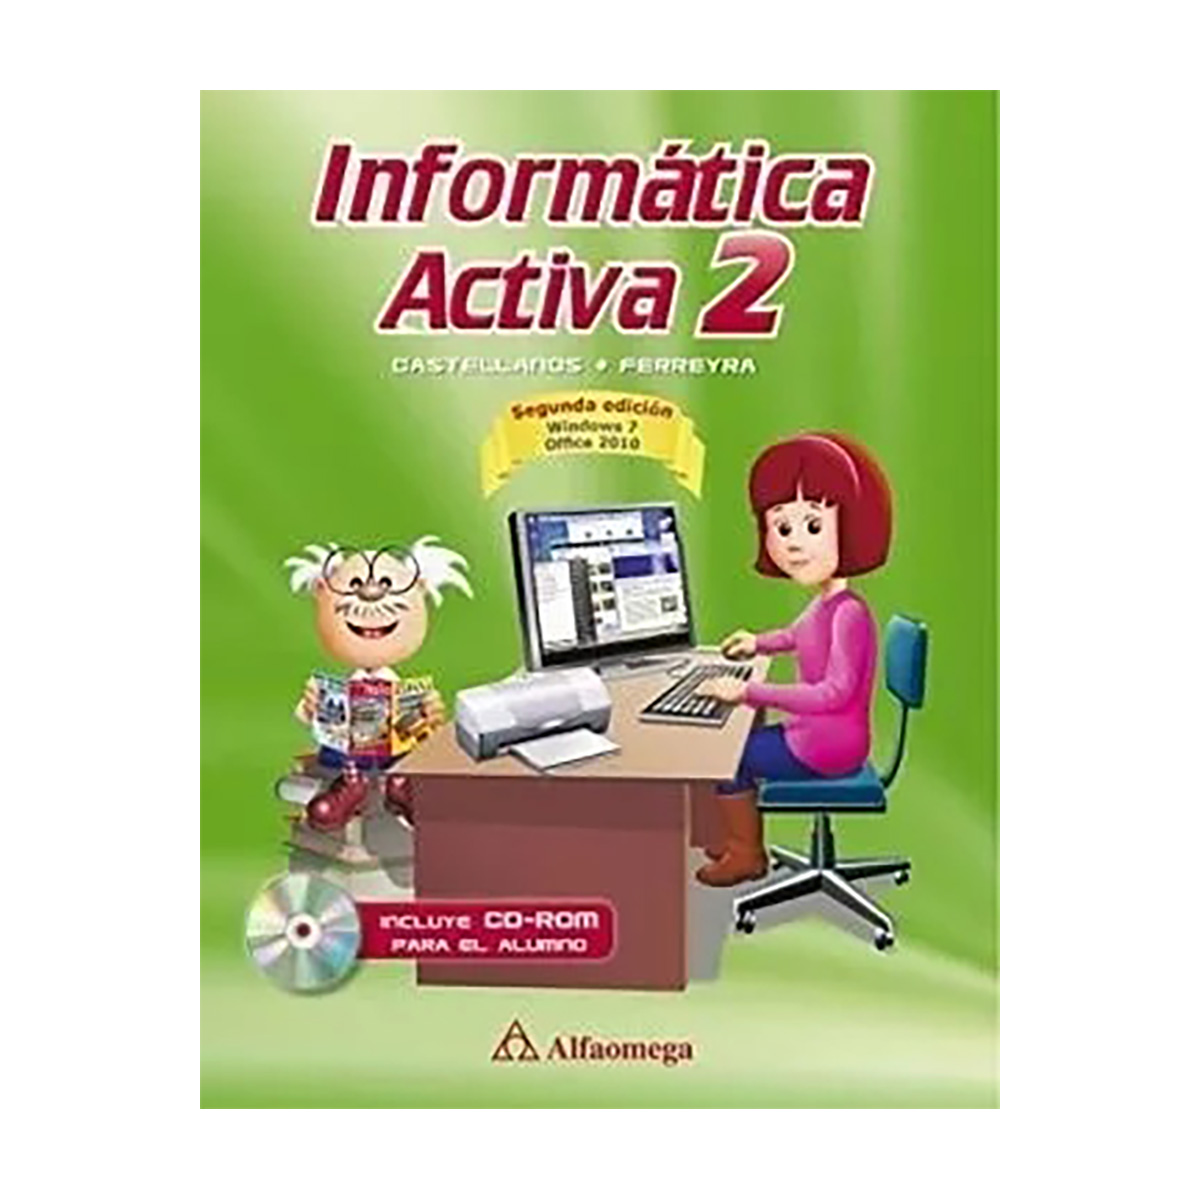 Informática
Activa 2
CASTELLANOS • FERREYRA
Segunda edición
Windows 7
Office 2010
INCLUYE CD-ROM
PARA EL ALUMNO
Alfaomega